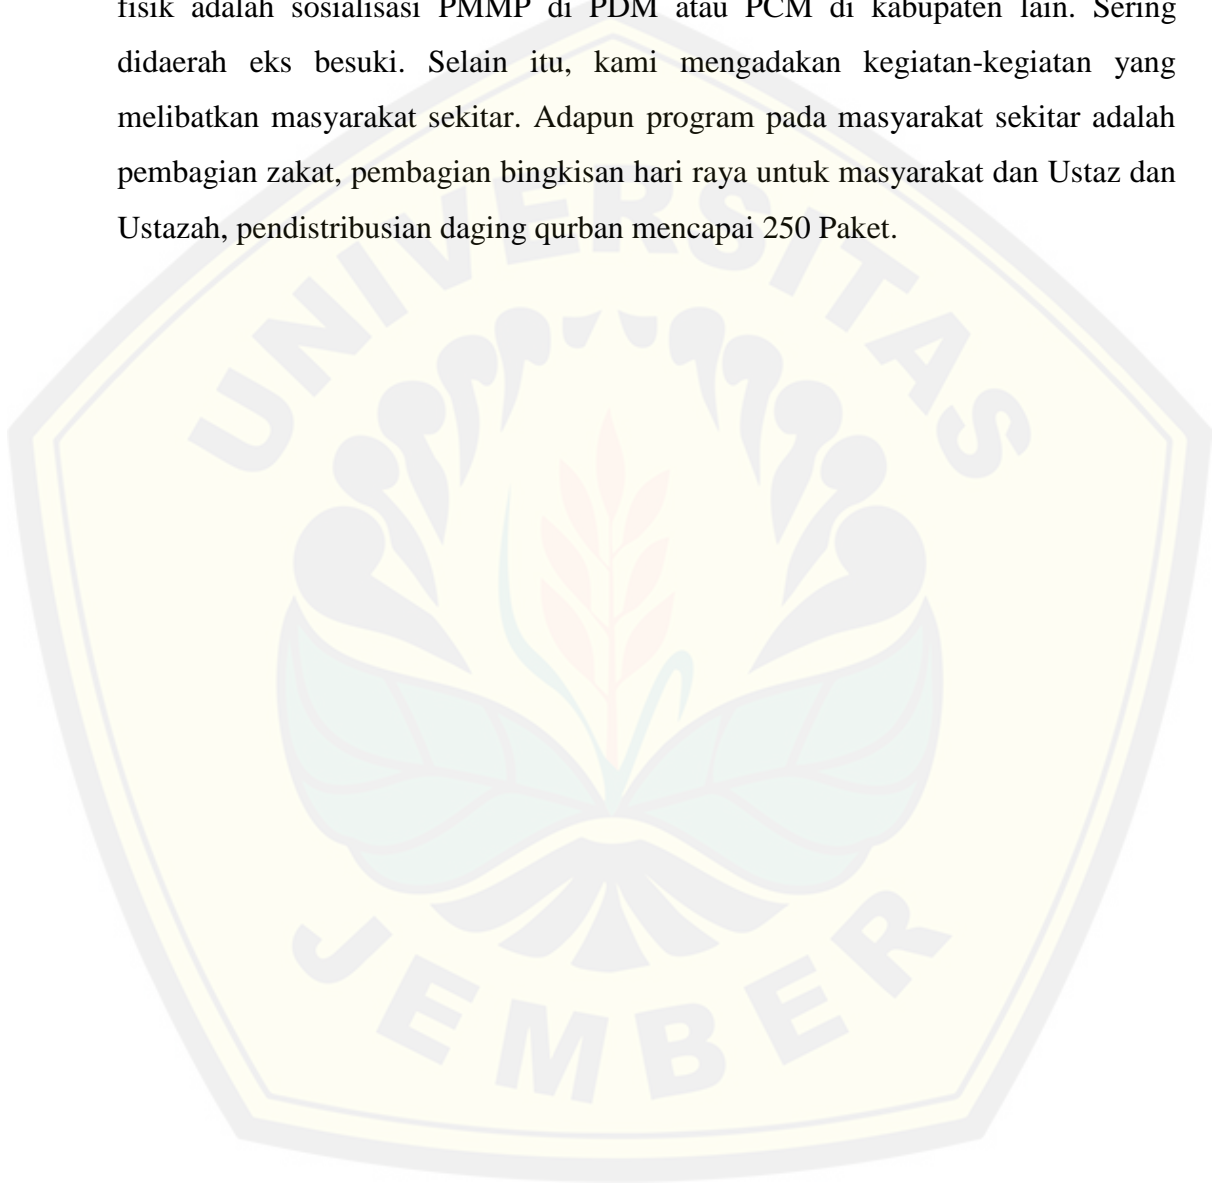 fisik adalah sosialisasi PMMP di PDM atau PCM di kabupaten lain. Sering
didaerah eks besuki. Selain itu, kami mengadakan kegiatan-kegiatan yang
melibatkan masyarakat sekitar. Adapun program pada masyarakat sekitar adalah
pembagian zakat, pembagian bingkisan hari raya untuk masyarakat dan Ustaz dan
Ustazah, pendistribusian daging qurban mencapai 250 Paket.
UNIVERSITAS
JEMBER